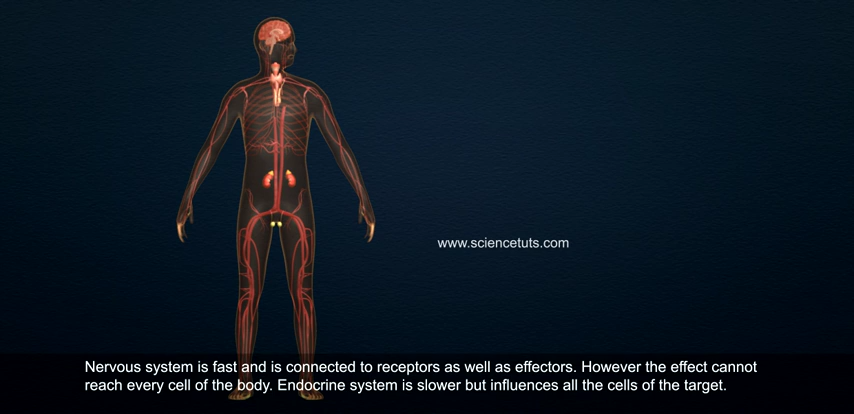 www.sciencetuts.com
Nervous system is fast and is connected to receptors as well as effectors. However the effect cannot
reach every cell of the body. Endocrine system is slower but influences all the cells of the target.